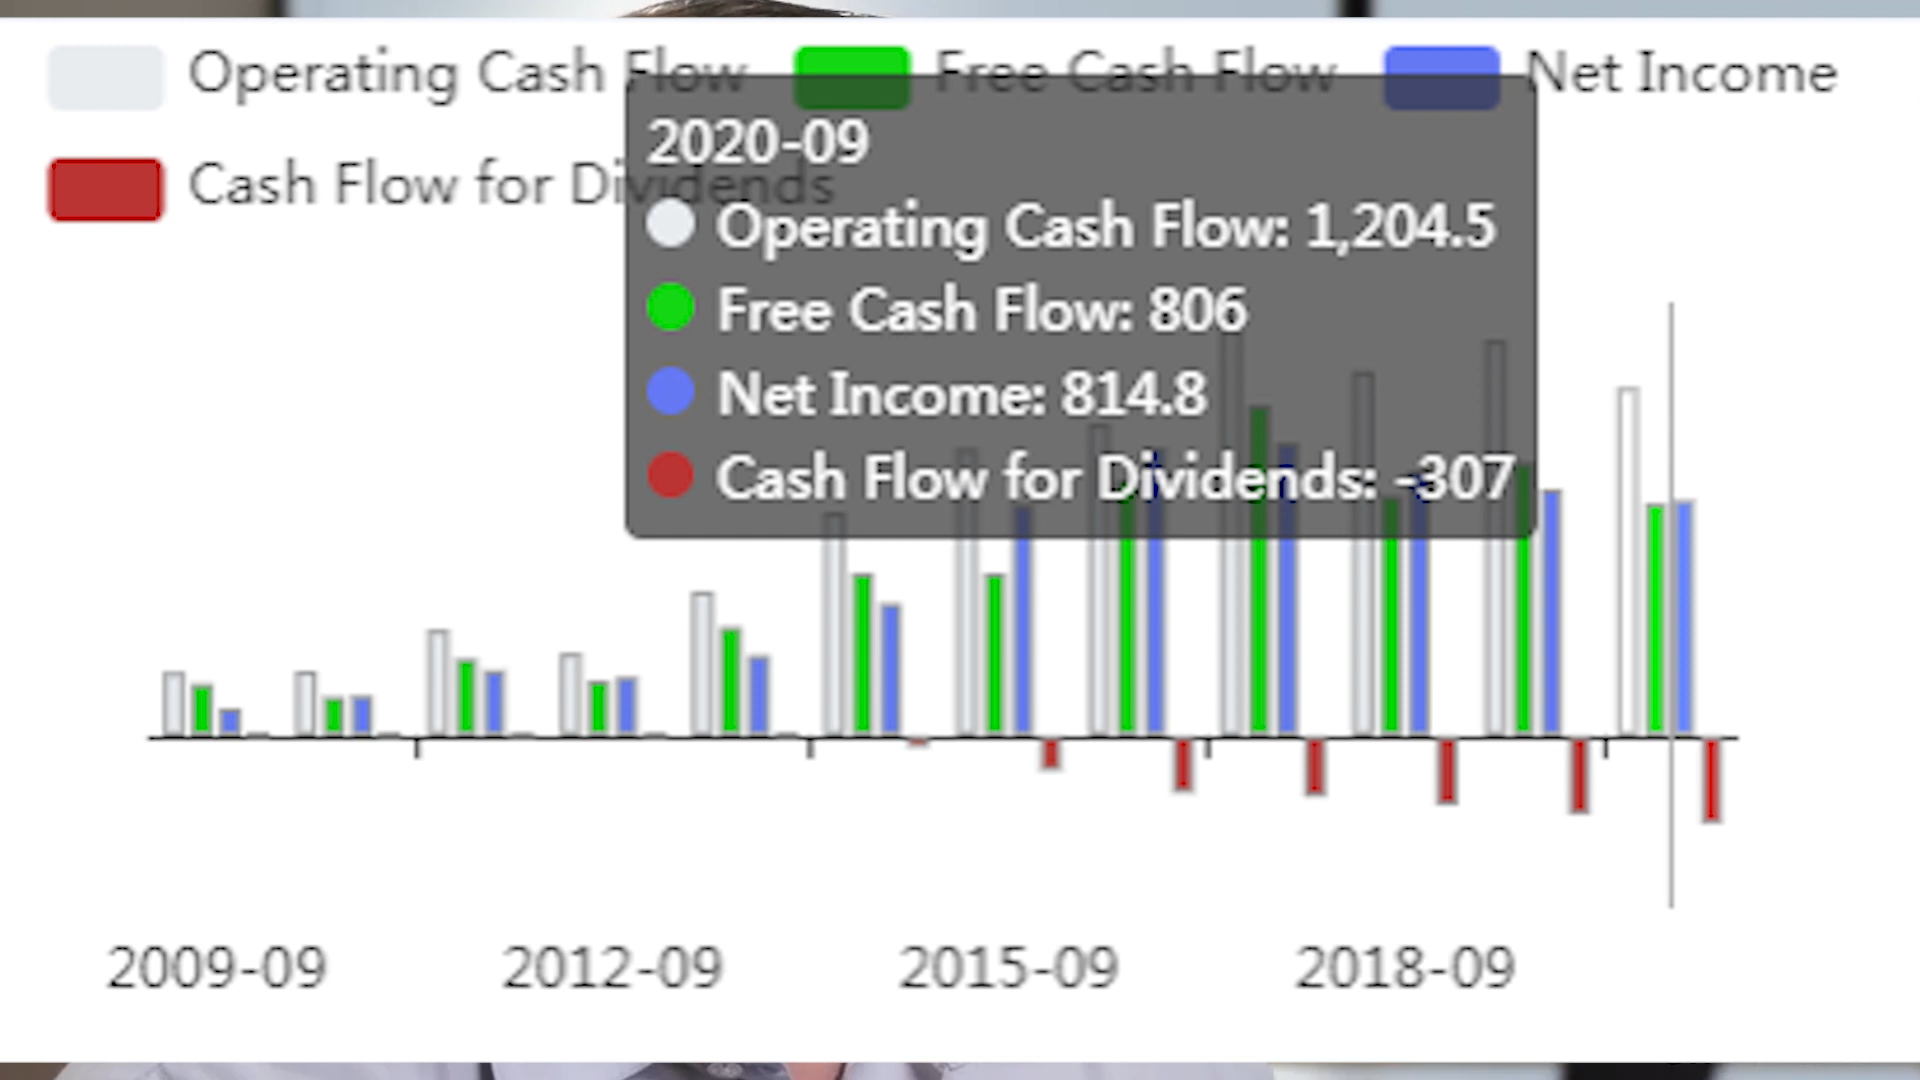 Operating Cash Flow Free Cash Flow Net Income
Cash Flow for Dividends
2020-09
Operating Cash Flow: 1,204.5
Free Cash Flow: 806
Net Income: 814.8
Cash Flow for Dividends: -307
2009-09 2012-09 2015-09 2018-09